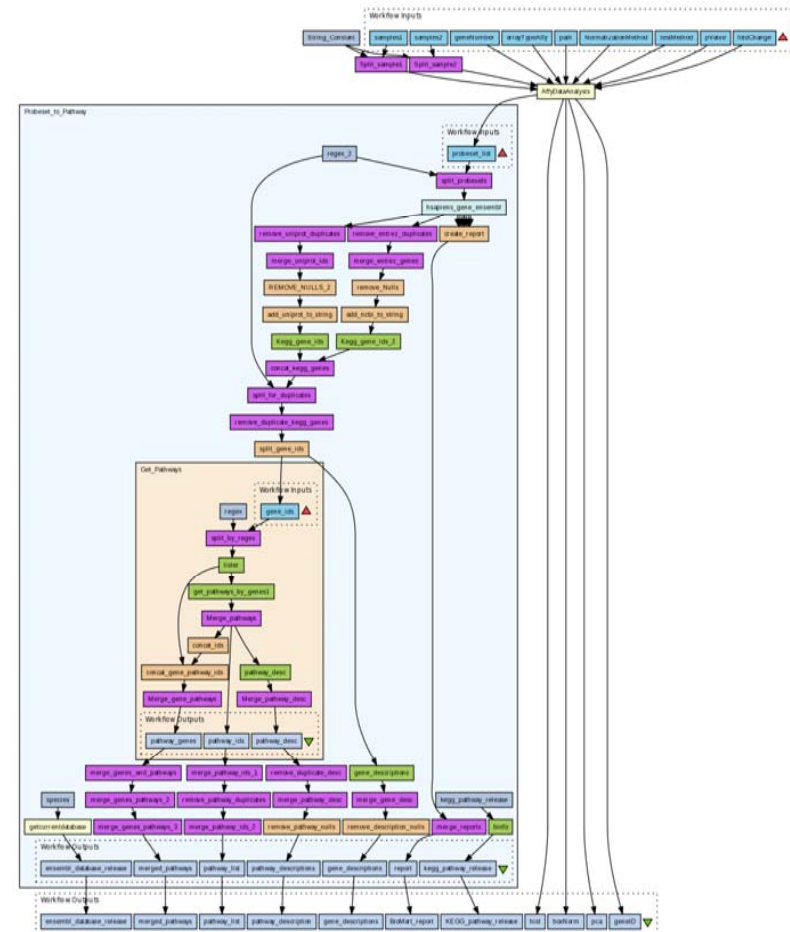 Workflow Inputs
String_Constant samples1 samples2 geneNumber arrayTypeAffy path NormalizationMethod testMethod pValue foldChange
Split_samples1 Split_samples2
AffyDataAnalysis
Probeset_to_Pathway
Workflow Inputs
regex_2 probeset_list
split_probesets
hsapiens_gene_ensembl
remove_uniprot_duplicates remove_entrez_duplicates create_report
merge_uniprot_ids merge_entrez_genes
REMOVE_NULLS_2 remove_Nulls
add_uniprot_to_string add_ncbi_to_string
Kegg_gene_ids Kegg_gene_ids_2
concat_kegg_genes
split_for_duplicates
remove_duplicate_kegg_genes
split_gene_ids
Get_Pathways
Workflow Inputs
regex gene_ids
split_by_regex
lister
get_pathways_by_genes1
Merge_pathways
concat_ids
concat_gene_pathway_ids pathway_desc
Merge_gene_pathways Merge_pathway_desc
Workflow Outputs
pathway_genes pathway_ids pathway_desc
merge_genes_and_pathways merge_pathway_ids_1 remove_duplicate_desc gene_descriptions
species merge_genes_pathways_2 remove_pathway_duplicates merge_pathway_desc merge_gene_desc kegg_pathway_release
getcurrentdatabase merge_genes_pathways_3 merge_pathway_ids_2 remove_pathway_nulls remove_description_nulls merge_reports binfo
Workflow Outputs
ensembl_database_release merged_pathways pathway_list pathway_descriptions gene_descriptions report kegg_pathway_release
Workflow Outputs
ensembl_database_release merged_pathways pathway_list pathway_description gene_descriptions BioMart_report KEGG_pathway_release hist boxNorm pca geneID